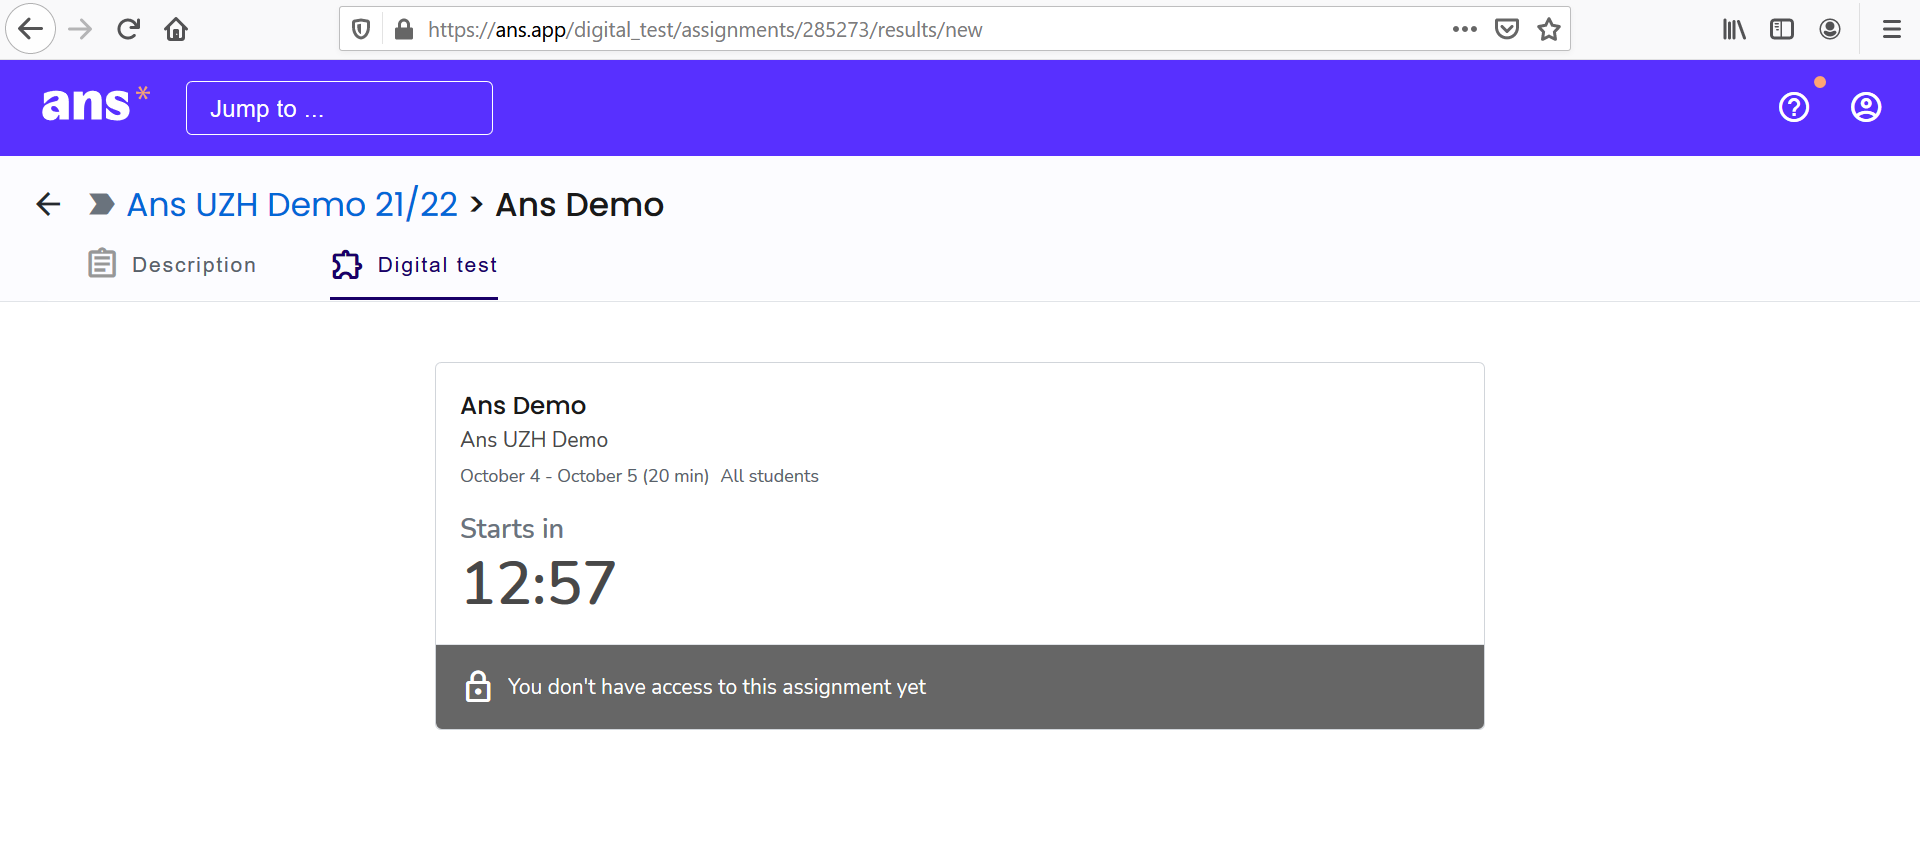 https://ans.app/digital_test/assignments/285273/results/new
ans*
Jump to ...
Ans UZH Demo 21/22 > Ans Demo
Description
Digital test
Ans Demo
Ans UZH Demo
October 4 - October 5 (20 min) All students
Starts in
12:57
You don't have access to this assignment yet